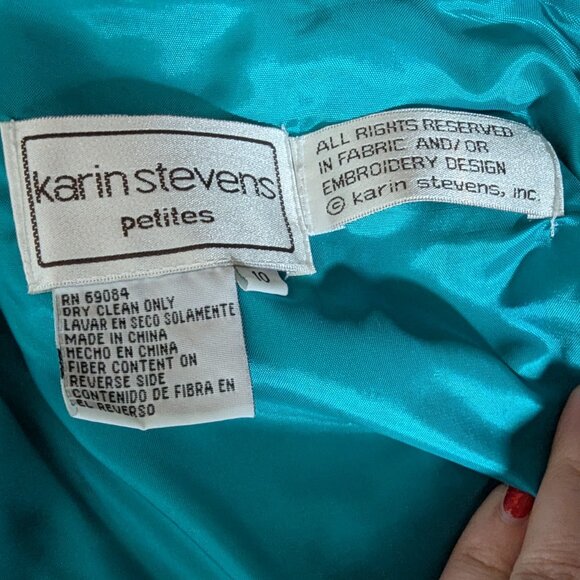 karin stevens
petites
ALL RIGHTS RESERVED
IN FABRIC AND/OR
EMBROIDERY DESIGN
© karin stevens, inc.
10
RN 69084
DRY CLEAN ONLY
LAVAR EN SECO SOLAMENTE
MADE IN CHINA
HECHO EN CHINA
FIBER CONTENT ON
REVERSE SIDE
CONTENIDO DE FIBRA EN
EL REVERSO